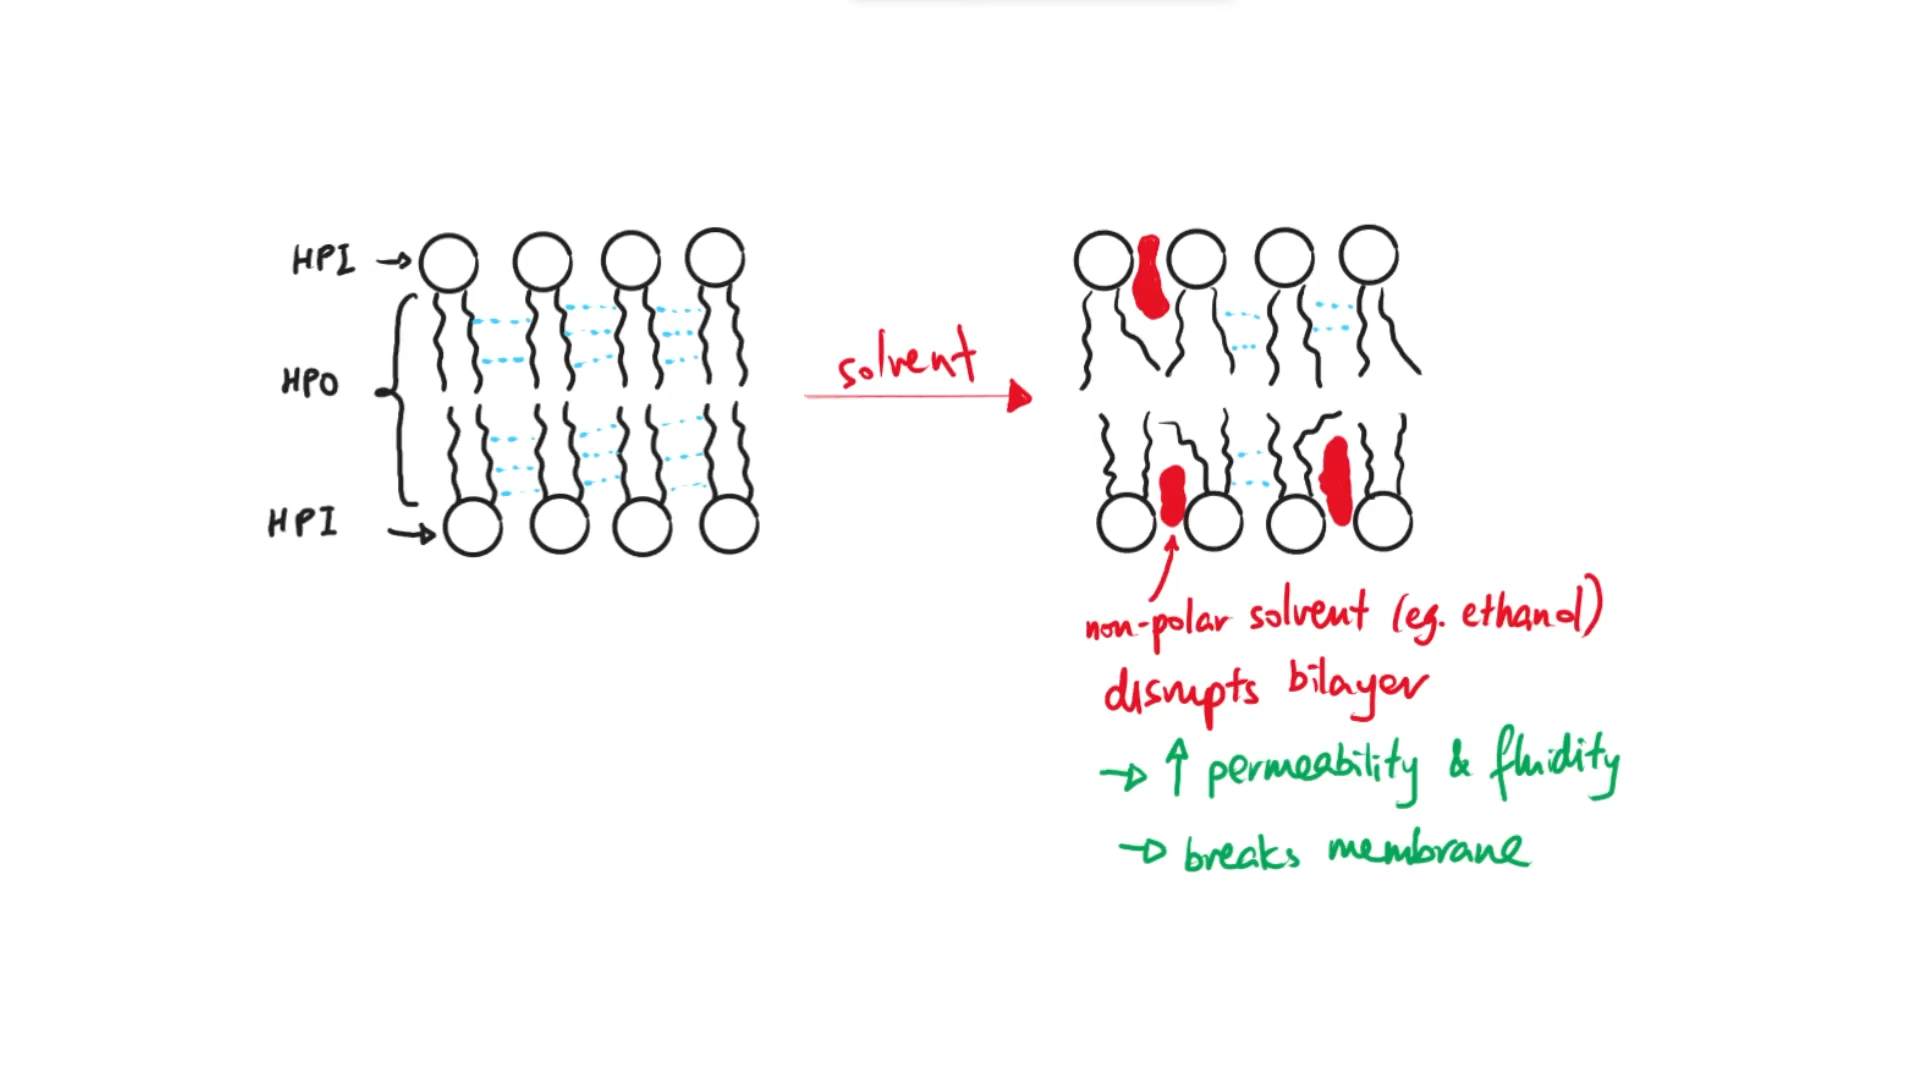 HPI →
HPO
HPI →
solvent
non-polar solvent (eg. ethanol)
disrupts bilayer
→ ↑ permeability & fluidity
→ breaks membrane